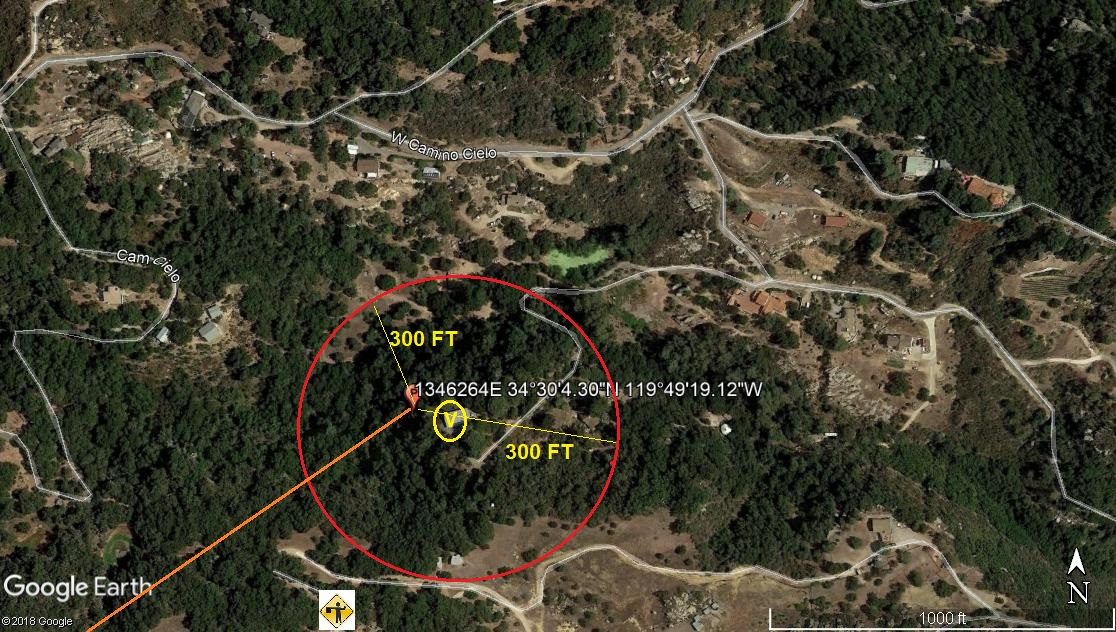 W Camino Cielo
Cam Cielo
300 FT
1346264E 34°30'4.30"N 119°49'19.12"W
V
300 FT
Google Earth
N
©2018 Google
1000 ft